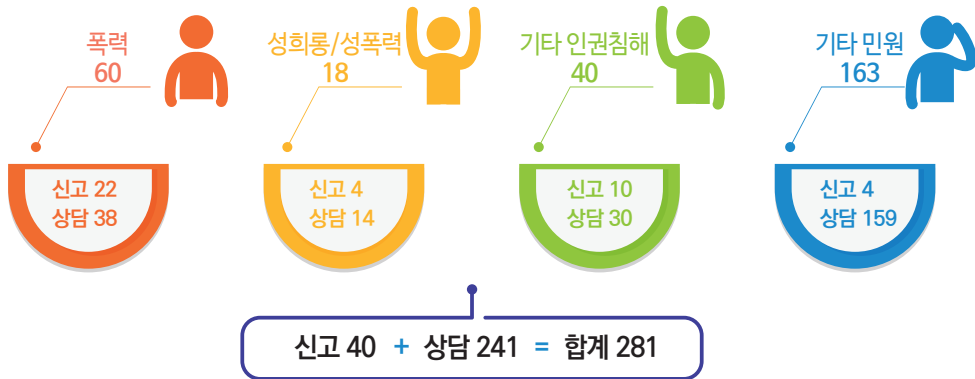 폭력
60
성희롱/성폭력
18
기타 인권침해
40
기타 민원
163
신고 22
상담 38
신고 4
상담 14
신고 10
상담 30
신고 4
상담 159
신고 40 + 상담 241 = 합계 281